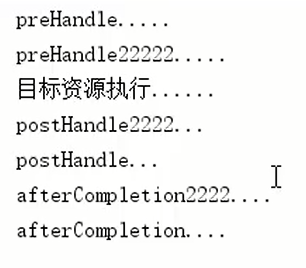 preHandle.....
preHandle22222.....
目标资源执行......
postHandle2222...
postHandle...
afterCompletion2222....
afterCompletion....